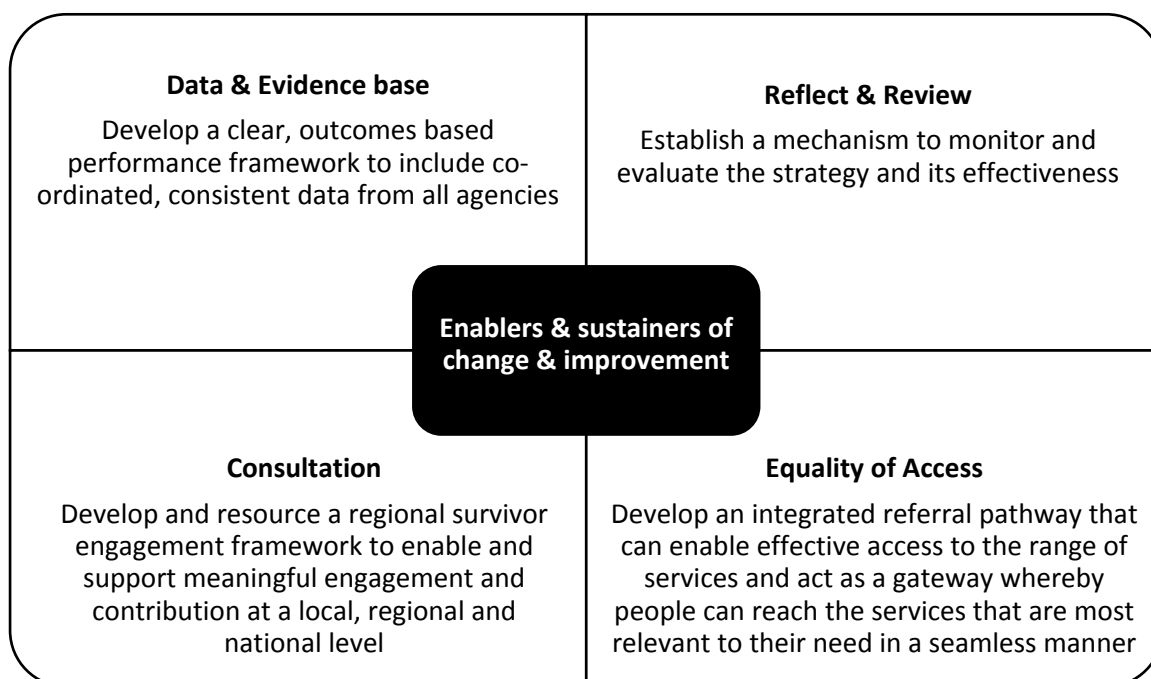 Data & Evidence base
Develop a clear, outcomes based
performance framework to include co-
ordinated, consistent data from all agencies
Reflect & Review
Establish a mechanism to monitor and
evaluate the strategy and its effectiveness
Enablers & sustainers of
change & improvement
Consultation
Develop and resource a regional survivor
engagement framework to enable and
support meaningful engagement and
contribution at a local, regional and
national level
Equality of Access
Develop an integrated referral pathway that
can enable effective access to the range of
services and act as a gateway whereby
people can reach the services that are most
relevant to their need in a seamless manner